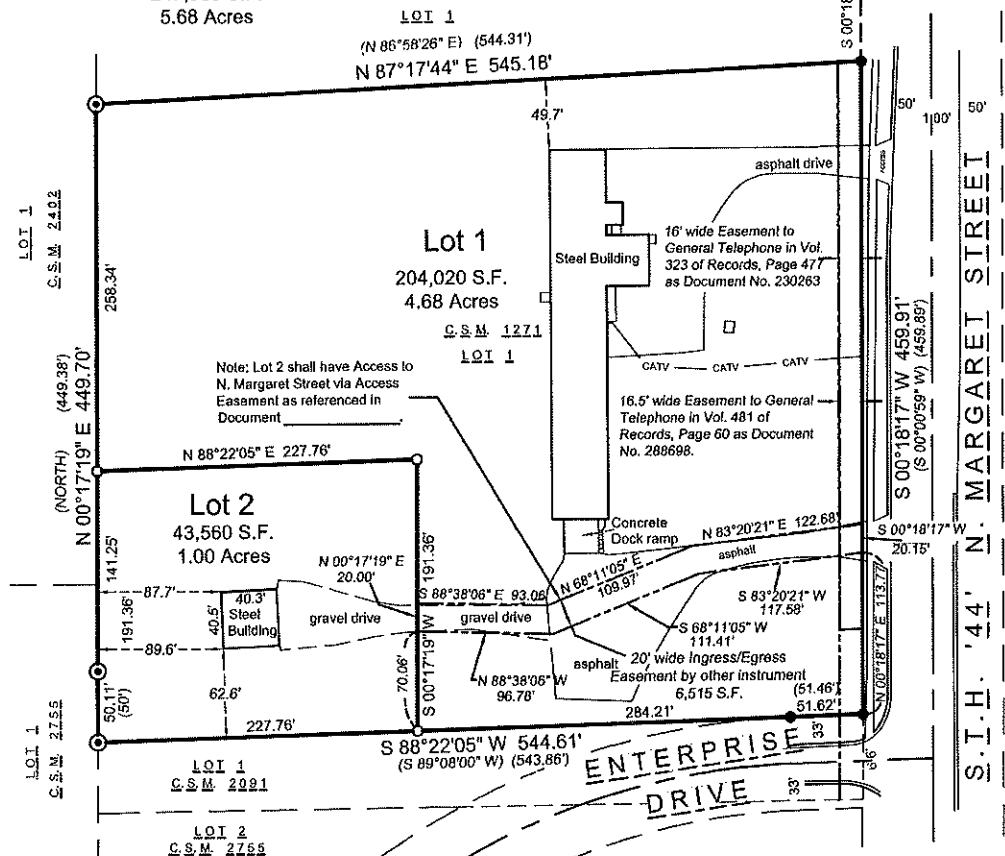 5.68 Acres
LOT 1
(N 86°58'26" E) (544.31')
N 87°17'44" E 545.18'
S 00°18'
50'
100'
50'
49.7'
asphalt drive
ACCESS
LOT 1
C.S.M. 2402
258.34'
Lot 1
204,020 S.F.
4.68 Acres
C.S.M. 1271
LOT 1
Steel Building
16' wide Easement to
General Telephone in Vol.
323 of Records, Page 477
as Document No. 230263
CATV CATV CATV
S 00°18'17" W 459.91'
(S 00°00'59" W) (459.89')
S.T.H. '44' N. MARGARET STREET
(NORTH) (449.38')
N 00°17'19" E 449.70'
Note: Lot 2 shall have Access to
N. Margaret Street via Access
Easement as referenced in
Document
16.5' wide Easement to General
Telephone in Vol. 481 of
Records, Page 60 as Document
No. 288698.
N 88°22'05" E 227.76'
Lot 2
43,560 S.F.
1.00 Acres
141.25'
191.36'
191.36'
Concrete
Dock ramp
N 83°20'21" E 122.68'
S 00°18'17" W
20.15'
asphalt
N 00°17'19" E
20.00'
N 68°11'05" E
109.97'
S 88°38'06" E 93.06'
S 83°20'21" W
117.58'
87.7'
40.3'
40.5'
Steel
Building
gravel drive
gravel drive
S 68°11'05" W
111.41'
N 00°18'17" E 113.77'
89.6'
S 00°17'19" W
70.06'
N 88°38'06" W
96.78'
asphalt
20' wide Ingress/Egress
Easement by other instrument
6,515 S.F.
(51.46')
51.62'
50.11'
(50')
62.6'
227.76'
284.21'
S 88°22'05" W 544.61'
(S 89°08'00" W) (543.86')
33'
66'
33'
ENTERPRISE
DRIVE
LOT 1
C.S.M. 2755
LOT 1
C.S.M. 2091
LOT 2
C.S.M. 2755